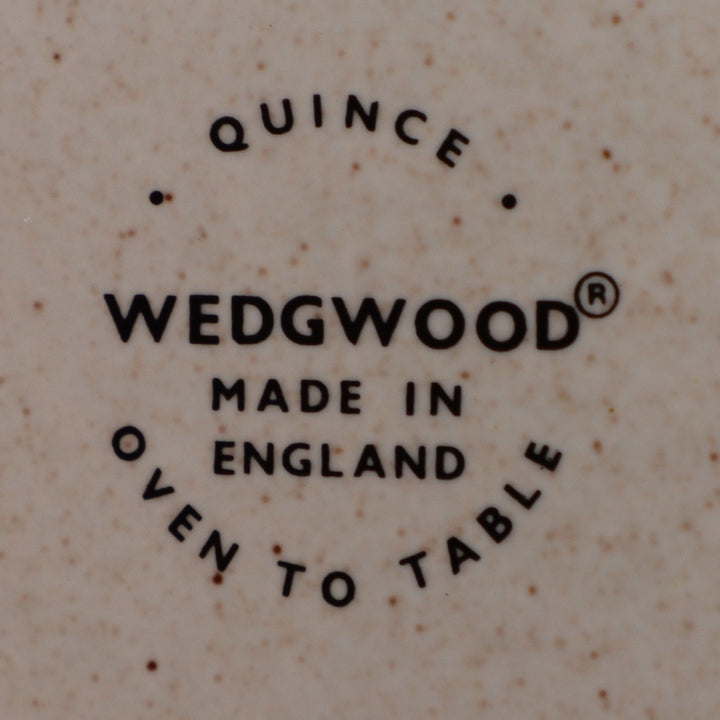 QUINCE
WEDGWOOD®
MADE IN
ENGLAND
OVEN TO TABLE